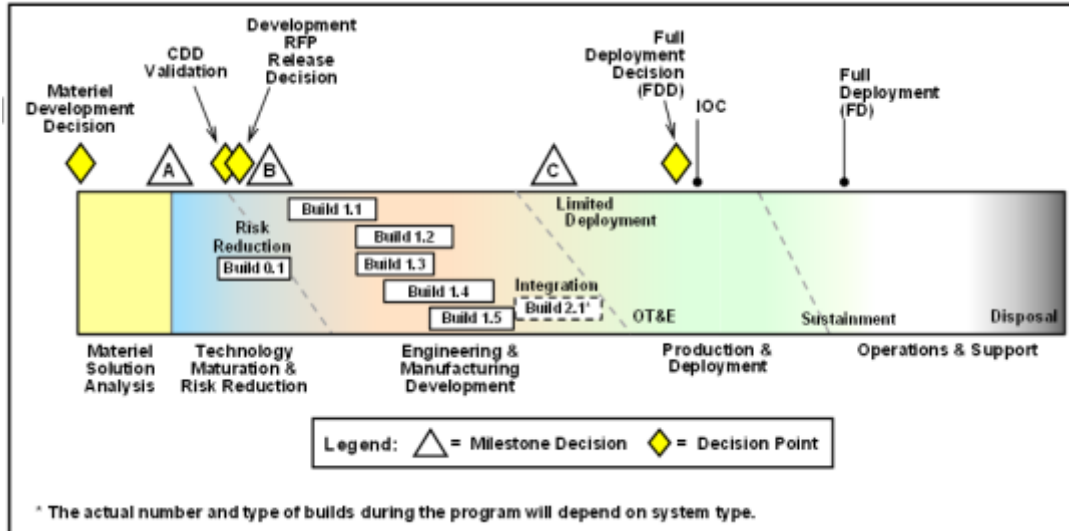 Materiel
Development
Decision
CDD
Validation
Development
RFP
Release
Decision
Full
Deployment
Decision
(FDD)
IOC
Full
Deployment
(FD)
A
B
C
Build 1.1
Risk
Reduction
Build 0.1
Build 1.2
Build 1.3
Build 1.4
Build 1.5
Integration
Build 2.1*
Limited
Deployment
OT&E
Sustainment
Disposal
Materiel
Solution
Analysis
Technology
Maturation &
Risk Reduction
Engineering &
Manufacturing
Development
Production &
Deployment
Operations & Support
Legend:
= Milestone Decision
= Decision Point
* The actual number and type of builds during the program will depend on system type.